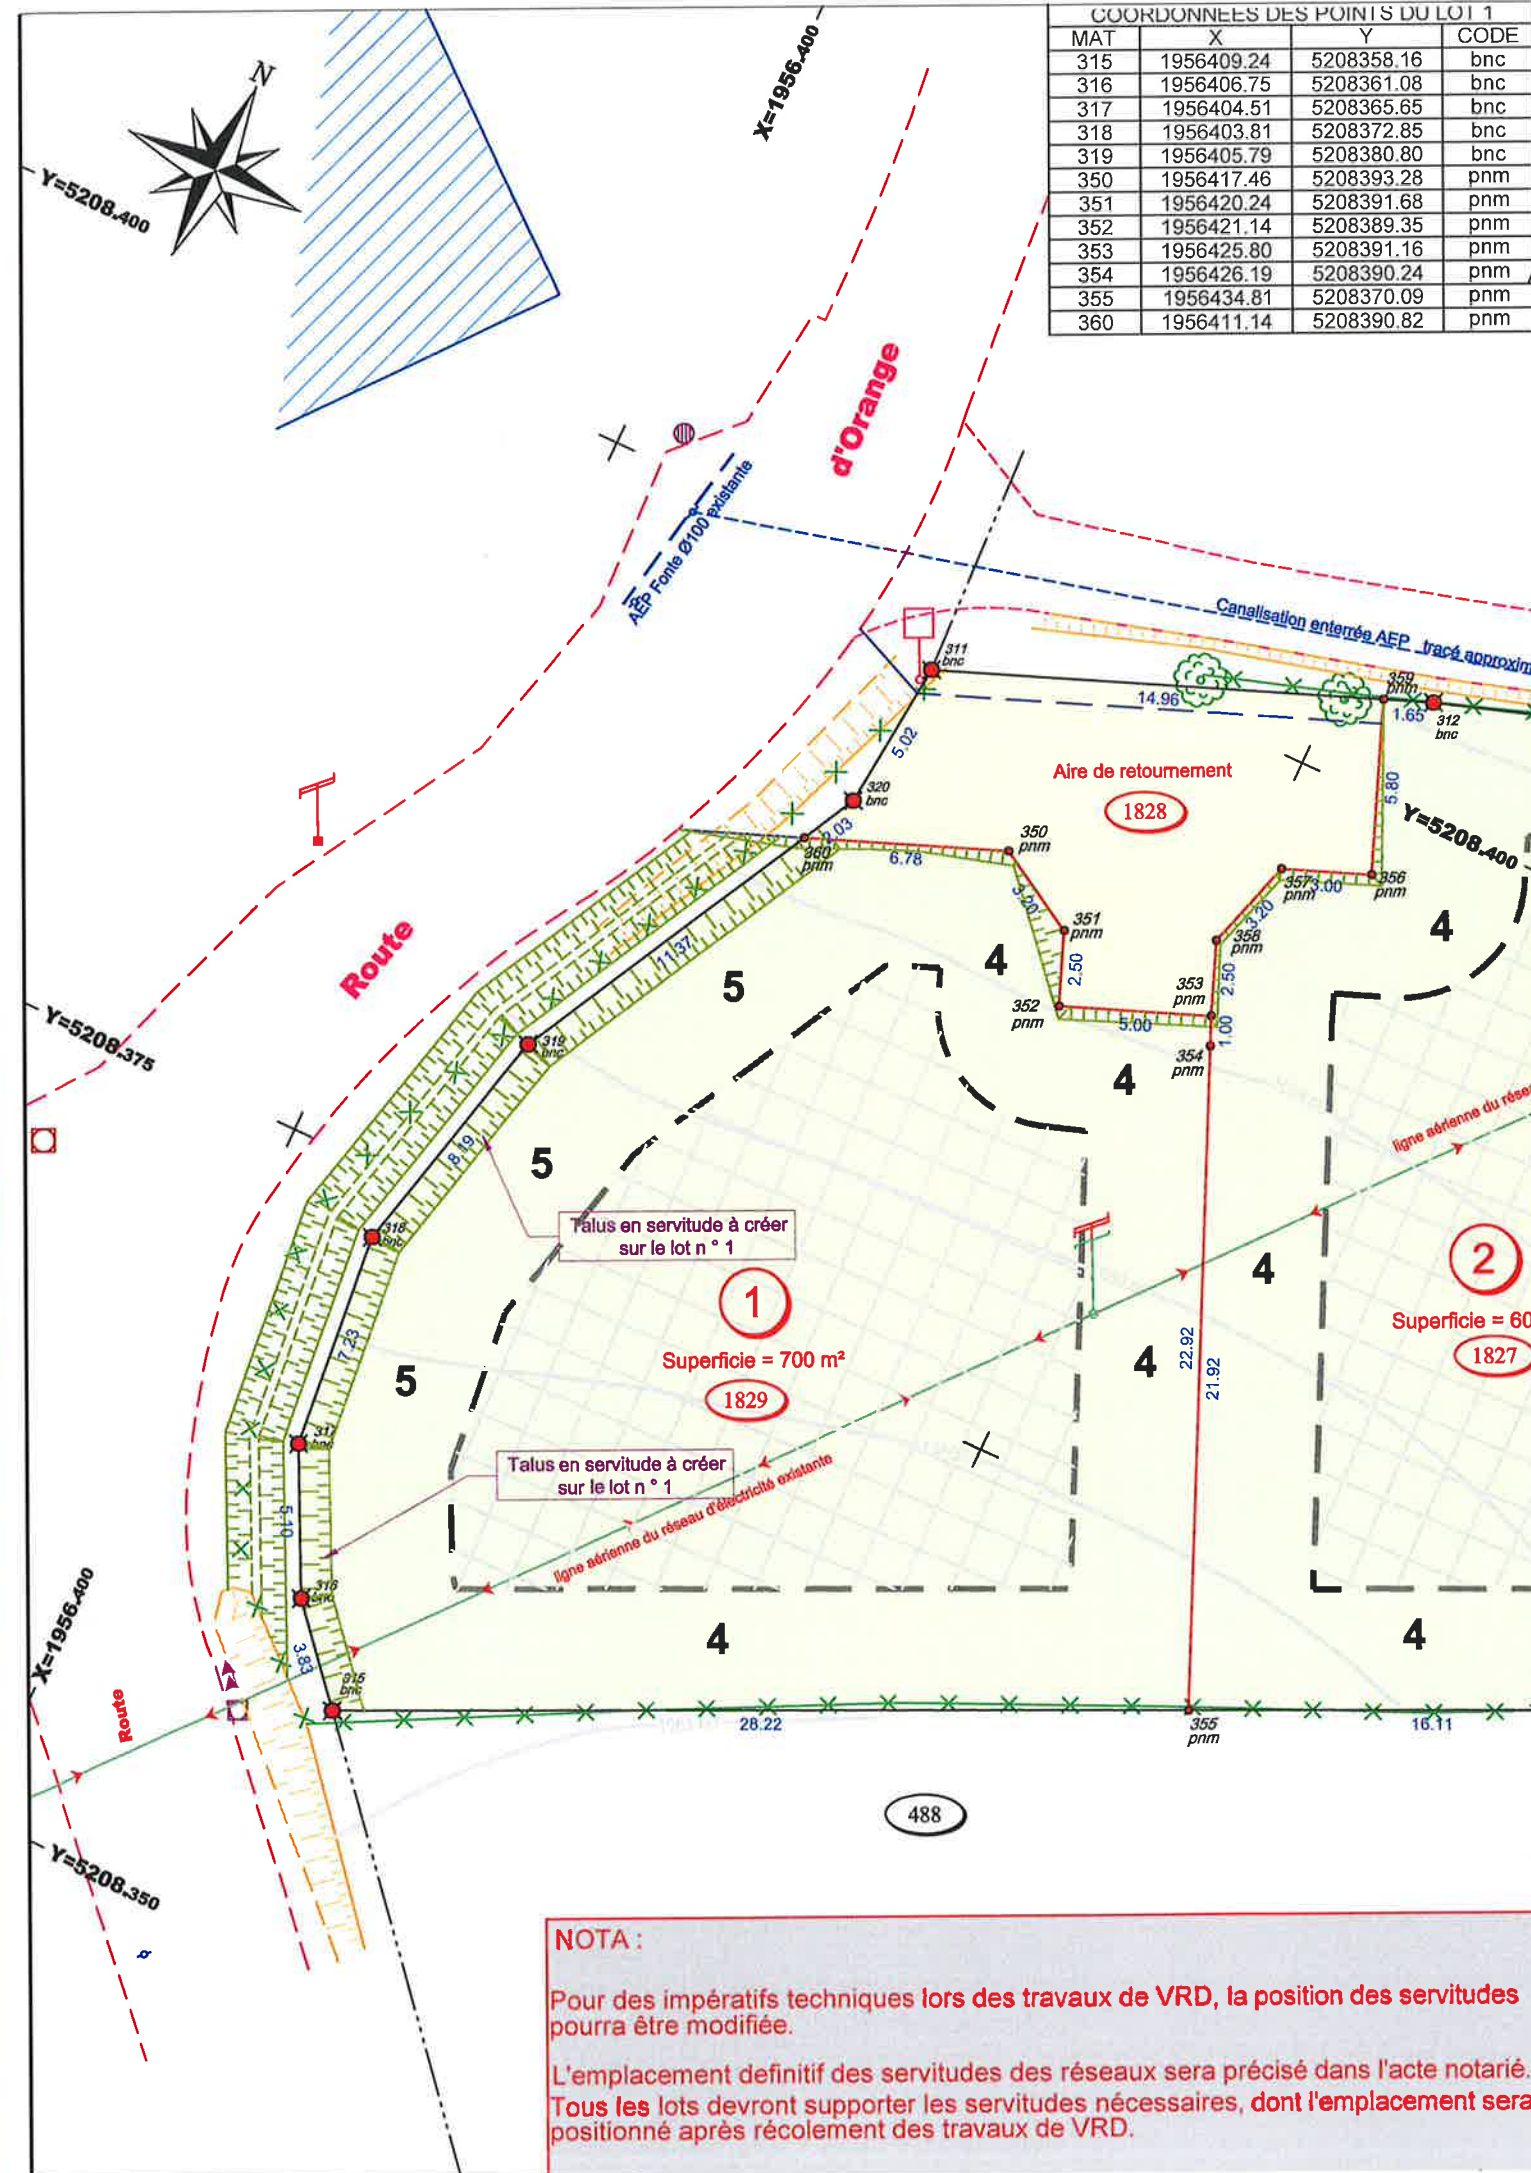 COORDONNEES DES POINTS DU LOT 1
MAT X Y CODE
315 1956409.24 5208358.16 bnc
316 1956406.75 5208361.08 bnc
317 1956404.51 5208365.65 bnc
318 1956403.81 5208372.85 bnc
319 1956405.79 5208380.80 bnc
350 1956417.46 5208393.28 pnm
351 1956420.24 5208391.68 pnm
352 1956421.14 5208389.35 pnm
353 1956425.80 5208391.16 pnm
354 1956426.19 5208390.24 pnm
355 1956434.81 5208370.09 pnm
360 1956411.14 5208390.82 pnm
N
X=1956.400
Y=5208.400
d'Orange
AEP Fonte Ø100 existante
Canalisation enterrée AEP tracé approxim
311
bnc
359
pnm
14.96
1.65
312
bnc
5.02
Aire de retournement
1828
5.80
320
bnc
Y=5208.400
2.03
360
pnm
6.78
350
pnm
357
3.00
356
pnm
3.20
3.20
351
pnm
358
pnm
4
4
Route
11.37
5
2.50
353
pnm
2.50
352
pnm
5.00
1.00
Y=5208.375
319
bnc
354
pnm
4
ligne aérienne du rése
8.19
5
318
bnc
Talus en servitude à créer
sur le lot n ° 1
4
2
1
Superficie = 60
Superficie = 700 m²
1827
7.23
5
1829
4
22.92
21.92
317
bnc
Talus en servitude à créer
sur le lot n ° 1
ligne aérienne du réseau d'électricité existante
5.10
316
bnc
X=1956.400
4
4
3.83
315
bnc
Route
28.22
355
pnm
16.11
488
Y=5208.350
NOTA :
Pour des impératifs techniques lors des travaux de VRD, la position des servitudes
pourra être modifiée.
L'emplacement definitif des servitudes des réseaux sera précisé dans l'acte notarié.
Tous les lots devront supporter les servitudes nécessaires, dont l'emplacement sera
positionné après récolement des travaux de VRD.